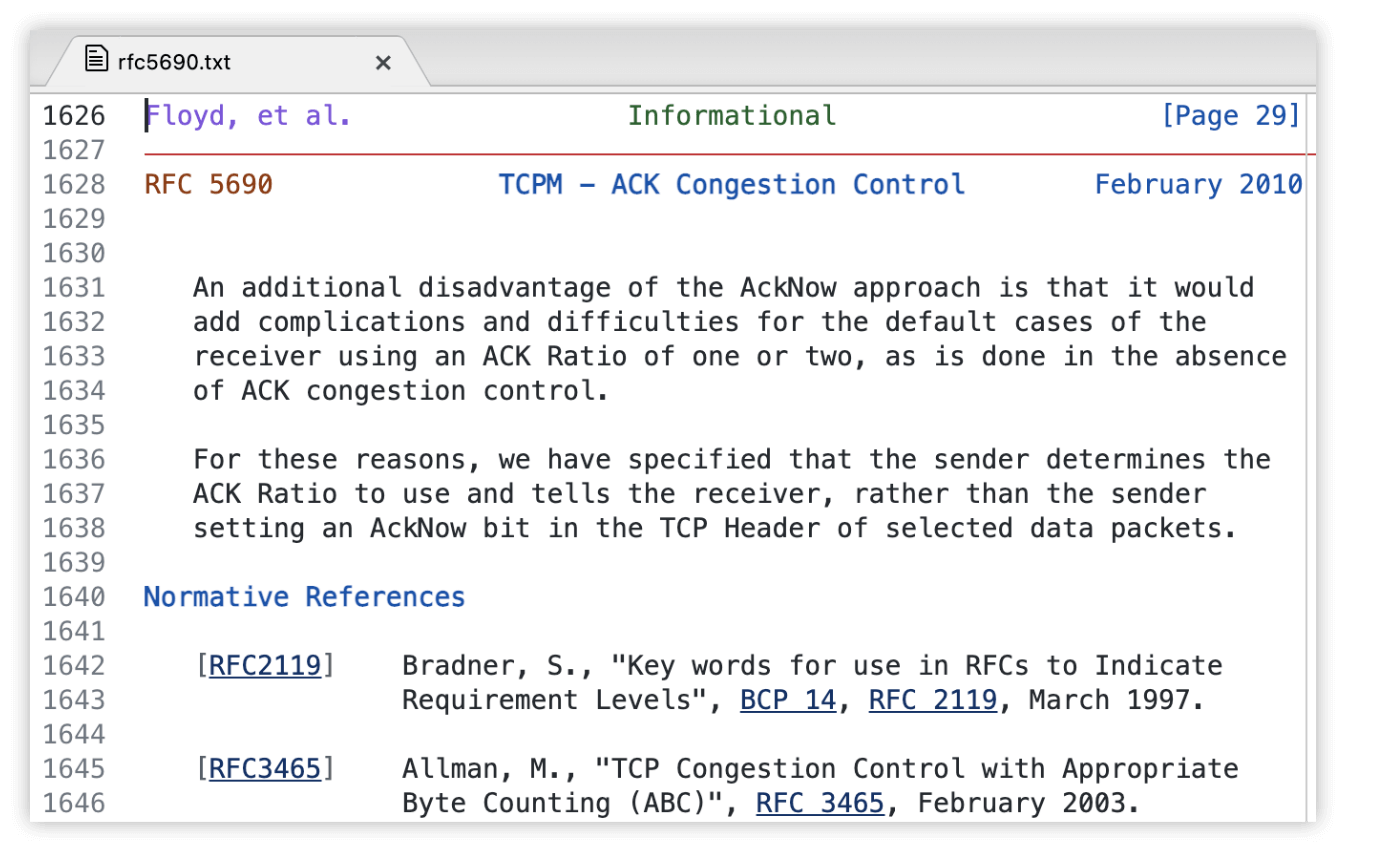 rfc5690.txt ×
1626 Floyd, et al. Informational [Page 29]
1627
1628 RFC 5690 TCPM – ACK Congestion Control February 2010
1629
1630
1631 An additional disadvantage of the AckNow approach is that it would
1632 add complications and difficulties for the default cases of the
1633 receiver using an ACK Ratio of one or two, as is done in the absence
1634 of ACK congestion control.
1635
1636 For these reasons, we have specified that the sender determines the
1637 ACK Ratio to use and tells the receiver, rather than the sender
1638 setting an AckNow bit in the TCP Header of selected data packets.
1639
1640 Normative References
1641
1642 [RFC2119] Bradner, S., "Key words for use in RFCs to Indicate
1643 Requirement Levels", BCP 14, RFC 2119, March 1997.
1644
1645 [RFC3465] Allman, M., "TCP Congestion Control with Appropriate
1646 Byte Counting (ABC)", RFC 3465, February 2003.